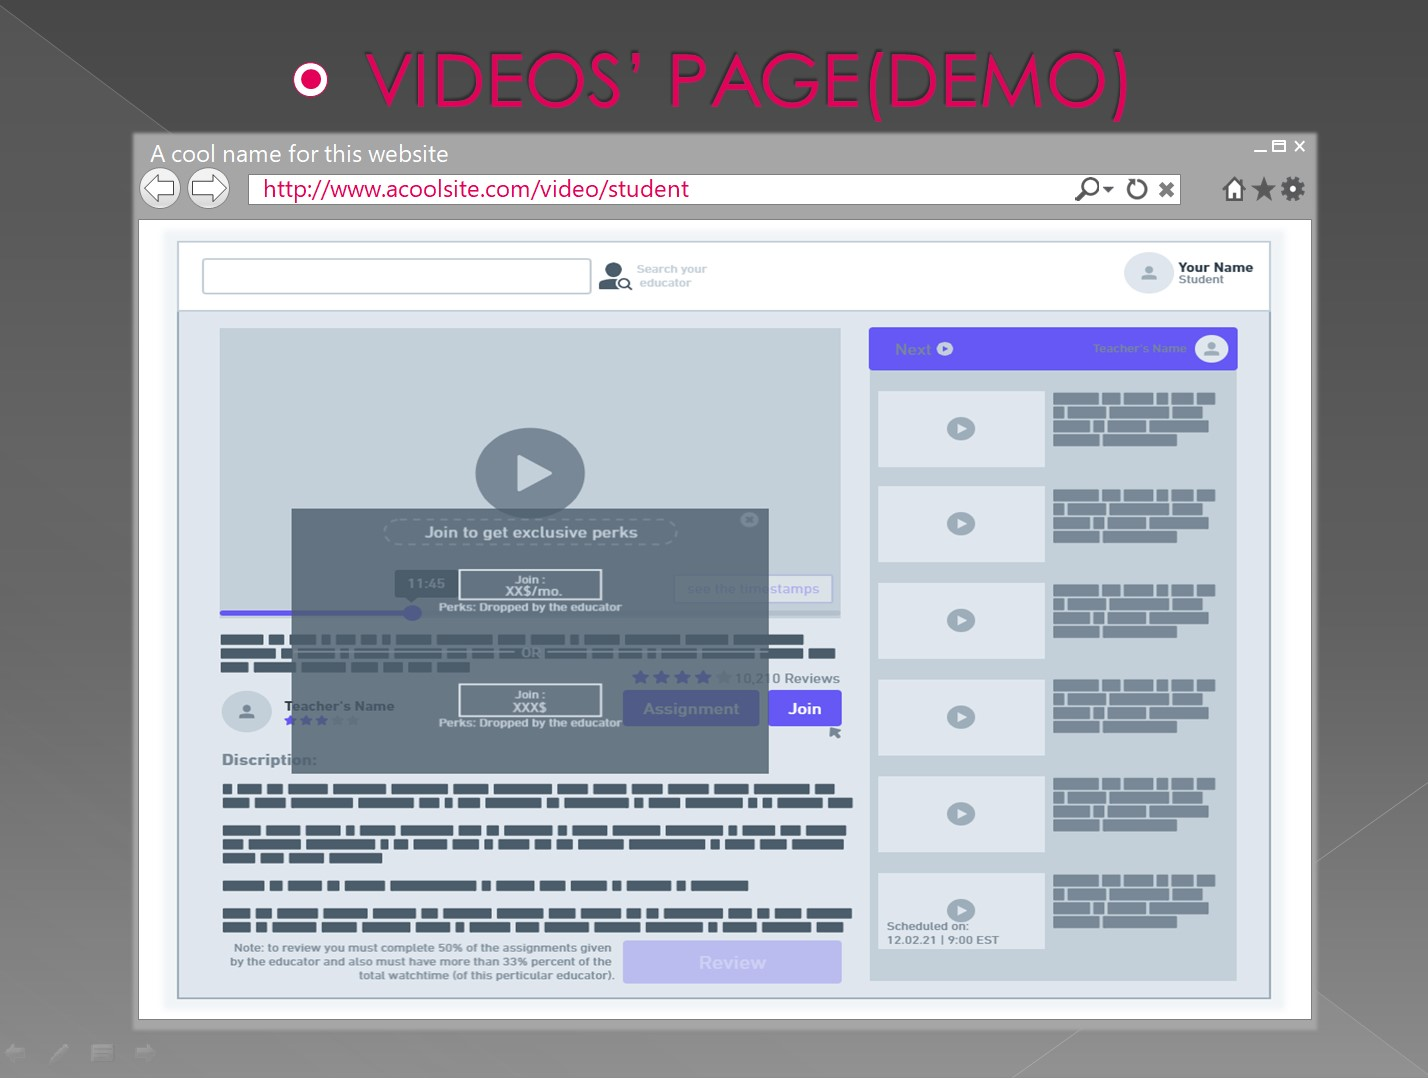 VIDEOS’ PAGE(DEMO)
A cool name for this website
http://www.acoolsite.com/video/student
Search your
educator
Your Name
Student
Next
Teacher's Name
Join to get exclusive perks
11:45
Join :
XX$/mo.
Perks: Dropped by the educator
see the timestamps
OR
10,210 Reviews
Join :
XXX$
Perks: Dropped by the educator
Teacher's Name
Assignment
Join
Discription:
Scheduled on:
12.02.21 | 9:00 EST
Note: to review you must complete 50% of the assignments given
by the educator and also must have more than 33% percent of the
total watchtime (of this perticular educator).
Review